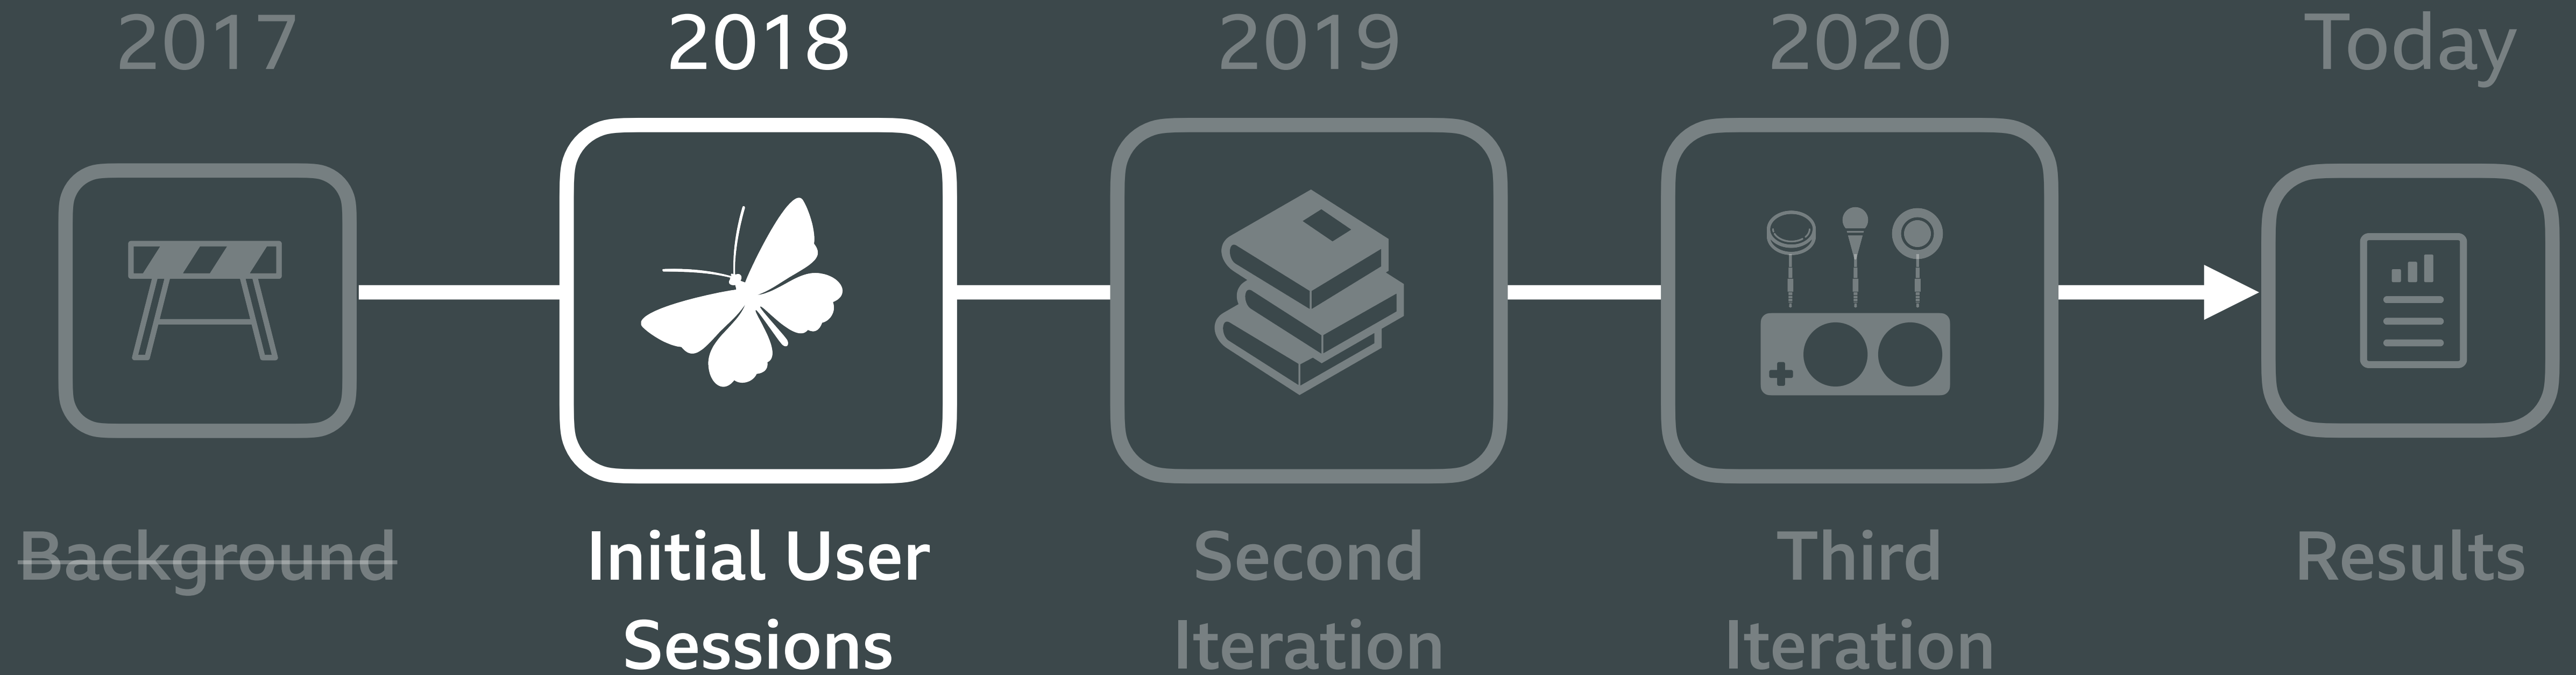 2017
2018
2019
2020
Today
Background
Initial User
Sessions
Second
Iteration
Third
Iteration
Results